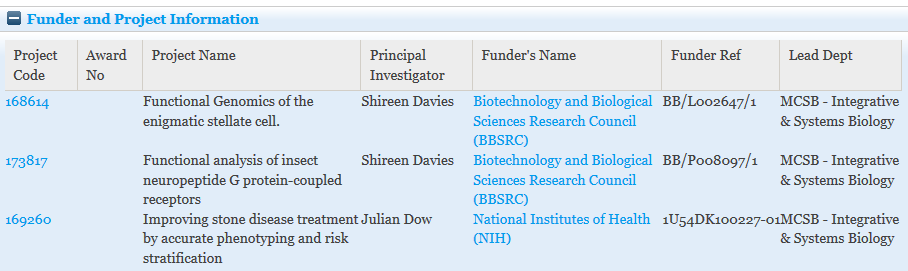 Funder and Project Information
Project Award Project Name Principal Funder's Name Funder Ref Lead Dept
Code No Investigator
168614 Functional Genomics of the Shireen Davies Biotechnology and Biological BB/L002647/1 MCSB - Integrative
enigmatic stellate cell. Sciences Research Council & Systems Biology
(BBSRC)
173817 Functional analysis of insect Shireen Davies Biotechnology and Biological BB/P008097/1 MCSB - Integrative
neuropeptide G protein-coupled Sciences Research Council & Systems Biology
receptors (BBSRC)
169260 Improving stone disease treatment Julian Dow National Institutes of Health 1U54DK100227-01 MCSB - Integrative
by accurate phenotyping and risk (NIH) & Systems Biology
stratification